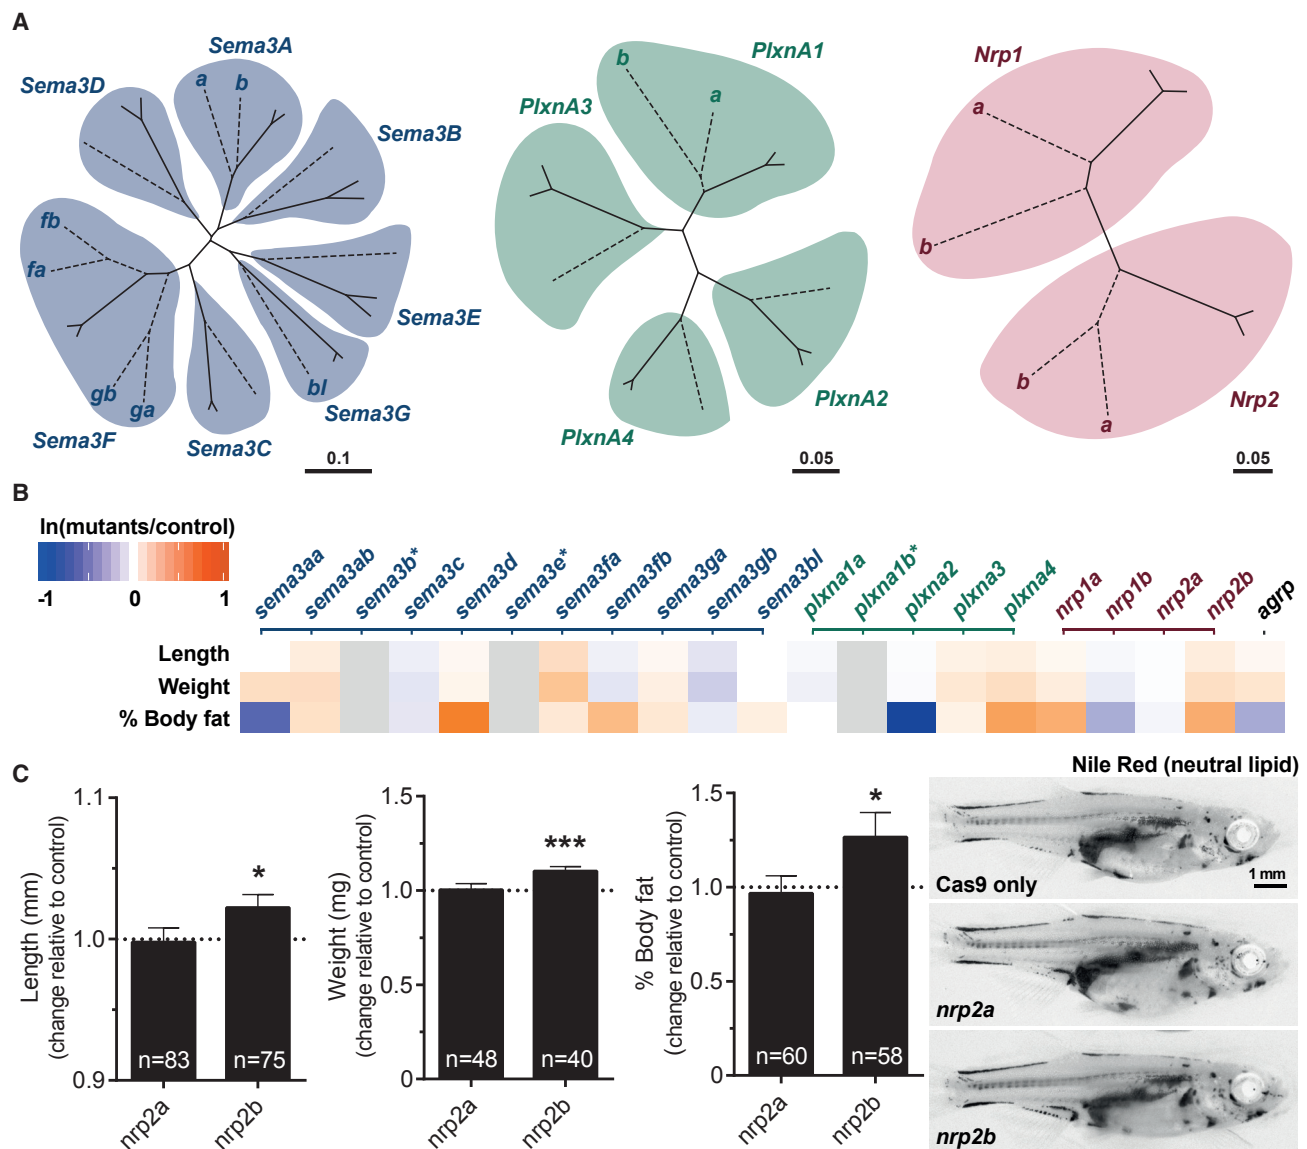 A
Sema3A
a
b
Sema3D
Sema3B
fb
fa
Sema3E
gb
ga
bl
Sema3G
Sema3F
Sema3C
0.1
PlxnA1
b
a
PlxnA3
PlxnA2
PlxnA4
0.05
Nrp1
a
b
b
a
Nrp2
0.05
B
ln(mutants/control)
-1
0
1
sema3aa
sema3ab
sema3b*
sema3c
sema3d
sema3e*
sema3fa
sema3fb
sema3ga
sema3gb
sema3bl
plxna1a
plxna1b*
plxna2
plxna3
plxna4
nrp1a
nrp1b
nrp2a
nrp2b
agrp
Length
Weight
% Body fat
C
Length (mm)
(change relative to control)
1.1
1.0
0.9
*
n=83
n=75
nrp2a
nrp2b
Weight (mg)
(change relative to control)
1.5
1.0
0.5
0
***
n=48
n=40
nrp2a
nrp2b
% Body fat
(change relative to control)
1.5
1.0
0.5
0
*
n=60
n=58
nrp2a
nrp2b
Nile Red (neutral lipid)
Cas9 only
1 mm
nrp2a
nrp2b